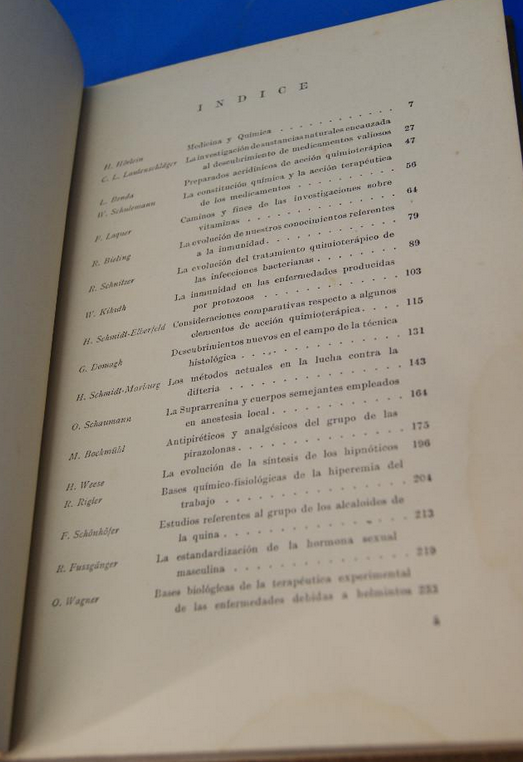 INDICE
H. Hörlein Medicina y Química . . . . . . . . . . . . 7
C. L. Lautenschläger La investigación de sustancias naturales encauzada
al descubrimiento de medicamentos valiosos 27
L. Benda Preparados acridínicos de acción quimioterápica 47
W. Schulemann La constitución química y la acción terapéutica
de los medicamentos . . . . . . . . . . 56
F. Laquer Caminos y fines de las investigaciones sobre
vitaminas . . . . . . . . . . . . . . 64
R. Bieling La evolución de nuestros conocimientos referentes
a la inmunidad . . . . . . . . . . . . 79
R. Schnitzer La evolución del tratamiento quimioterápico de
las infecciones bacterianas . . . . . . . 89
W. Kikuth La inmunidad en las enfermedades producidas
por protozoos . . . . . . . . . . . . 103
H. Schmidt-Elberfeld Consideraciones comparativas respecto a algunos
elementos de acción quimioterápica . . . . 115
G. Domagk Descubrimientos nuevos en el campo de la técnica
histológica . . . . . . . . . . . . . 131
H. Schmidt-Marburg Los métodos actuales en la lucha contra la
difteria . . . . . . . . . . . . . . 143
O. Schaumann La Suprarrenina y cuerpos semejantes empleados
en anestesia local . . . . . . . . . . 164
M. Bockmühl Antipiréticos y analgésicos del grupo de las
pirazolonas . . . . . . . . . . . . . 175
H. Weese La evolución de la síntesis de los hipnóticos 196
R. Rigler Bases químico-fisiológicas de la hiperemia del
trabajo . . . . . . . . . . . . . . 204
F. Schönhöfer Estudios referentes al grupo de los alcaloides de
la quina . . . . . . . . . . . . . . 213
R. Fussgänger La estandardización de la hormona sexual
masculina . . . . . . . . . . . . . 219
O. Wagner Bases biológicas de la terapéutica experimental
de las enfermedades debidas a helmintos 233